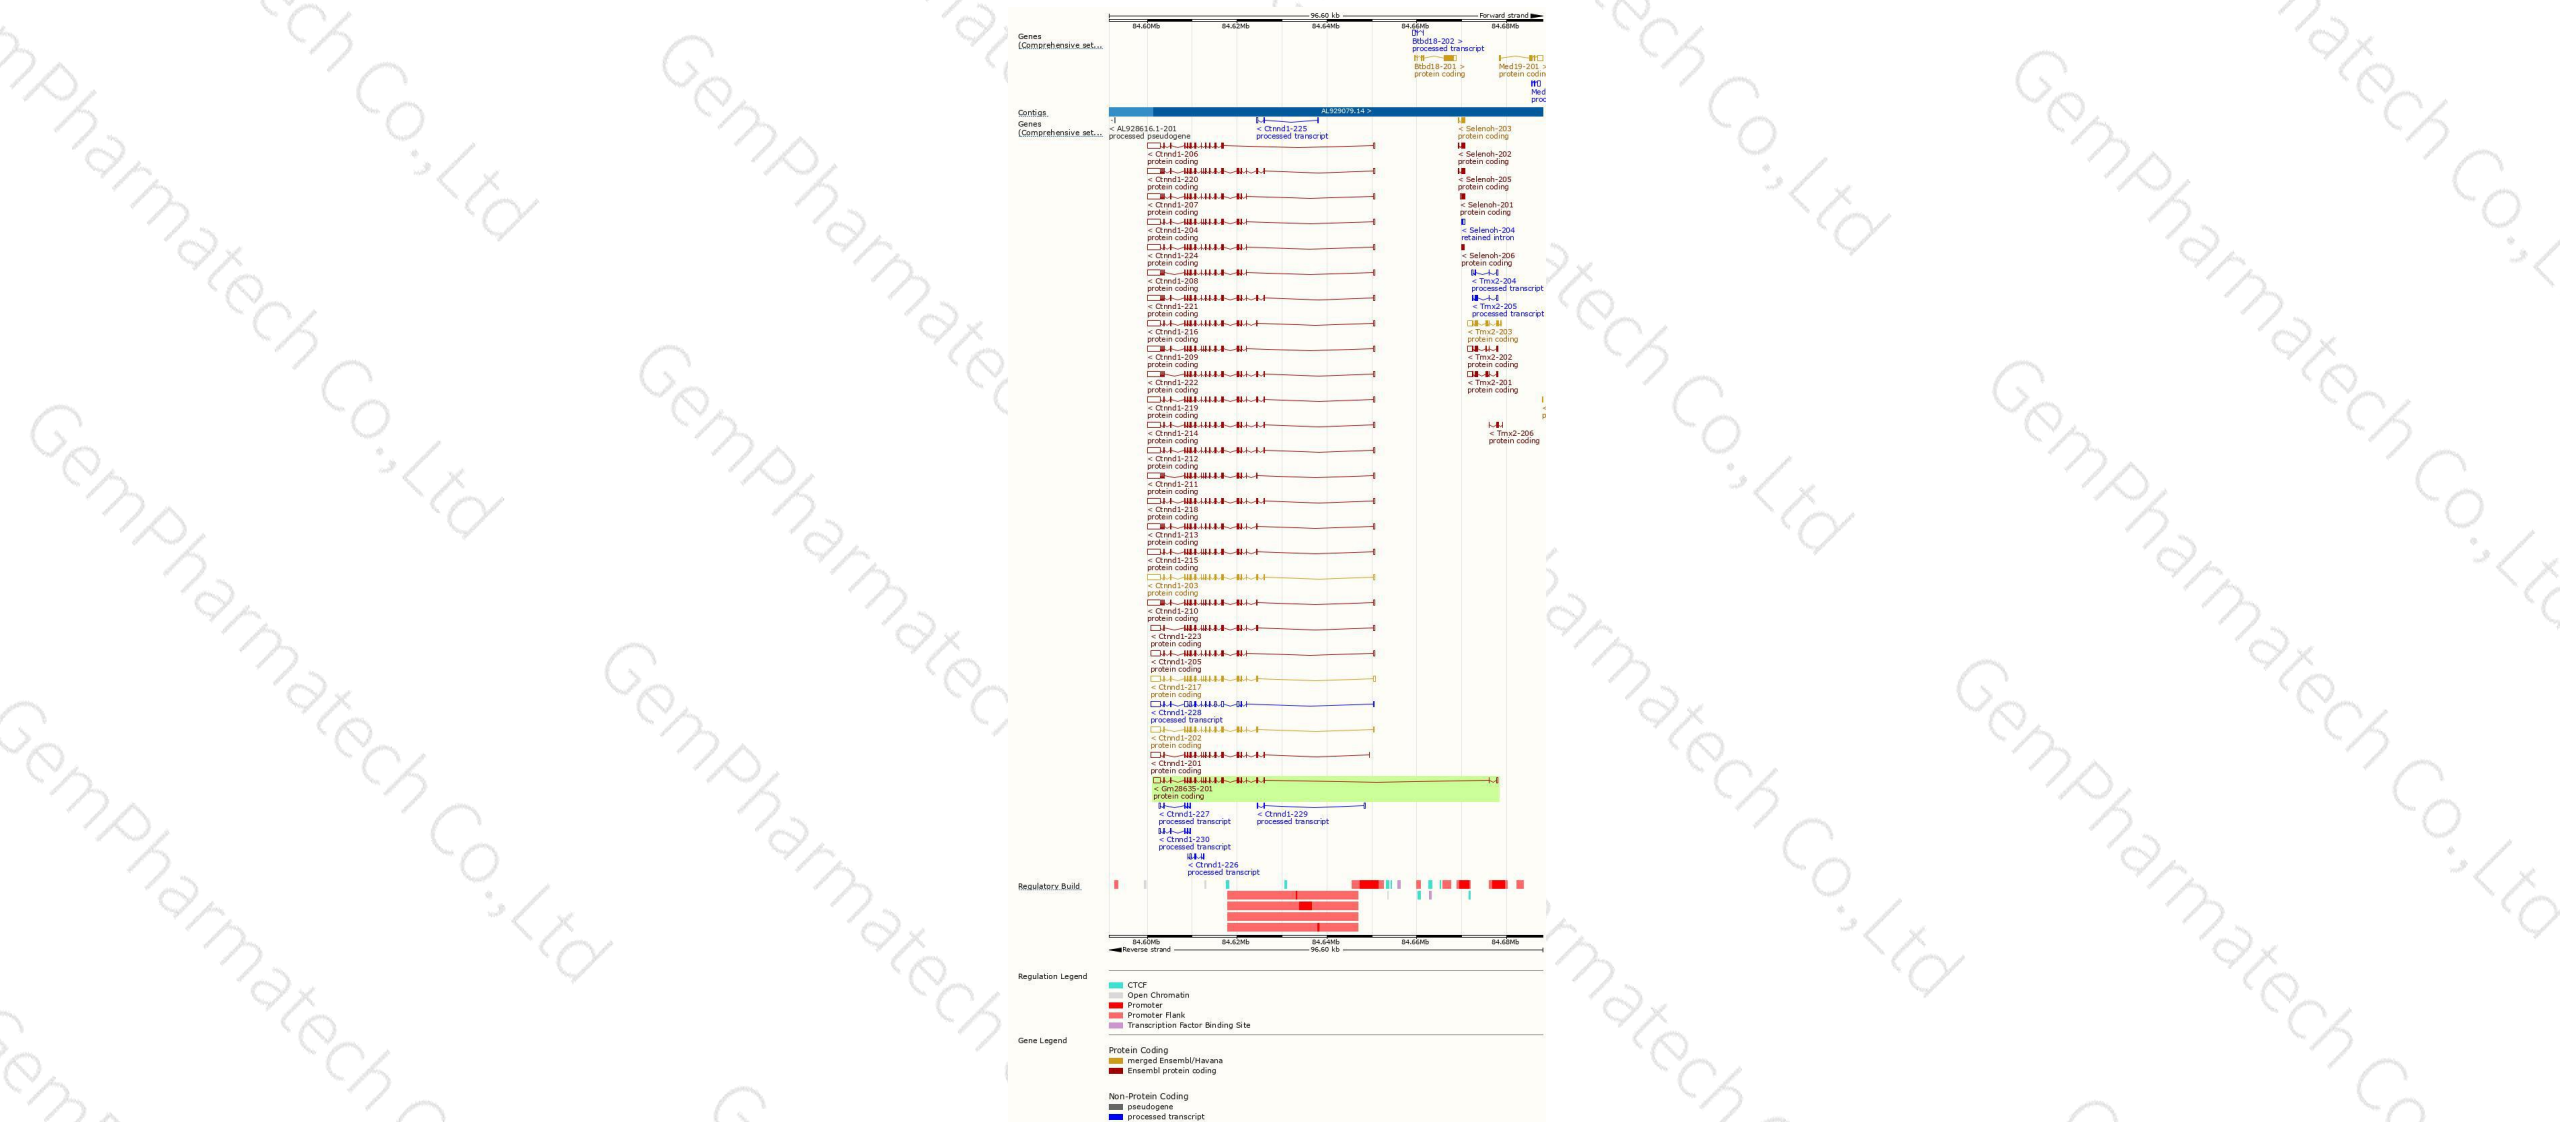 96.60 kb Forward strand
84.60Mb 84.62Mb 84.64Mb 84.66Mb 84.68Mb
Genes
(Comprehensive set...
Btbd18-202 >
processed transcript
Btbd18-201 > Med19-201 >
protein coding protein codin
Med
proc
Contigs
AL929079.14 >
Genes
(Comprehensive set...
< AL928616.1-201 < Ctnnd1-225 < Selenoh-203
processed pseudogene processed transcript protein coding
< Ctnnd1-206 < Selenoh-202
protein coding protein coding
< Ctnnd1-220 < Selenoh-205
protein coding protein coding
< Ctnnd1-207 < Selenoh-201
protein coding protein coding
< Ctnnd1-204 < Selenoh-204
protein coding retained intron
< Ctnnd1-224 < Selenoh-206
protein coding protein coding
< Ctnnd1-208 < Tmx2-204
protein coding processed transcript
< Ctnnd1-221 < Tmx2-205
protein coding processed transcript
< Ctnnd1-216 < Tmx2-203
protein coding protein coding
< Ctnnd1-209 < Tmx2-202
protein coding protein coding
< Ctnnd1-222 < Tmx2-201
protein coding protein coding
< Ctnnd1-219 <
protein coding p
< Ctnnd1-214 < Tmx2-206
protein coding protein coding
< Ctnnd1-212
protein coding
< Ctnnd1-211
protein coding
< Ctnnd1-218
protein coding
< Ctnnd1-213
protein coding
< Ctnnd1-215
protein coding
< Ctnnd1-203
protein coding
< Ctnnd1-210
protein coding
< Ctnnd1-223
protein coding
< Ctnnd1-205
protein coding
< Ctnnd1-217
protein coding
< Ctnnd1-228
processed transcript
< Ctnnd1-202
protein coding
< Ctnnd1-201
protein coding
< Gm28635-201
protein coding
< Ctnnd1-227 < Ctnnd1-229
processed transcript processed transcript
< Ctnnd1-230
processed transcript
< Ctnnd1-226
processed transcript
Regulatory Build
84.60Mb 84.62Mb 84.64Mb 84.66Mb 84.68Mb
Reverse strand 96.60 kb
Regulation Legend
CTCF
Open Chromatin
Promoter
Promoter Flank
Transcription Factor Binding Site
Gene Legend
Protein Coding
merged Ensembl/Havana
Ensembl protein coding
Non-Protein Coding
pseudogene
processed transcript
GemPharmatech Co.,Ltd